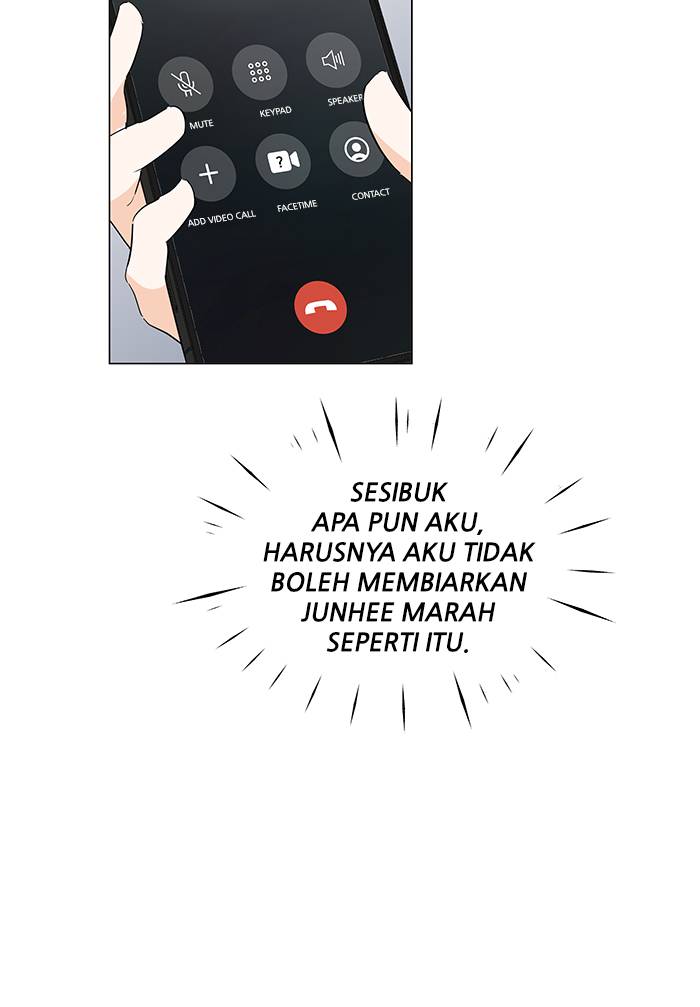 MUTE
KEYPAD
SPEAKER
ADD VIDEO CALL
?
FACETIME
CONTACT
SESIBUK
APA PUN AKU,
HARUSNYA AKU TIDAK
BOLEH MEMBIARKAN
JUNHEE MARAH
SEPERTI ITU.